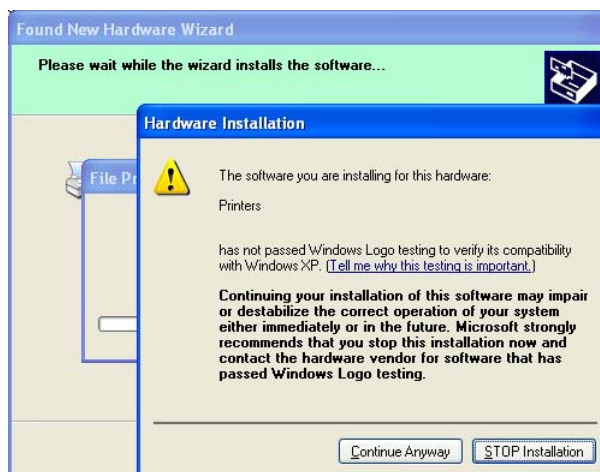 Found New Hardware Wizard
Please wait while the wizard installs the software...
Hardware Installation
File Pr
The software you are installing for this hardware:
Printers
has not passed Windows Logo testing to verify its compatibility
with Windows XP. (Tell me why this testing is important.)
Continuing your installation of this software may impair
or destabilize the correct operation of your system
either immediately or in the future. Microsoft strongly
recommends that you stop this installation now and
contact the hardware vendor for software that has
passed Windows Logo testing.
Continue Anyway
STOP Installation